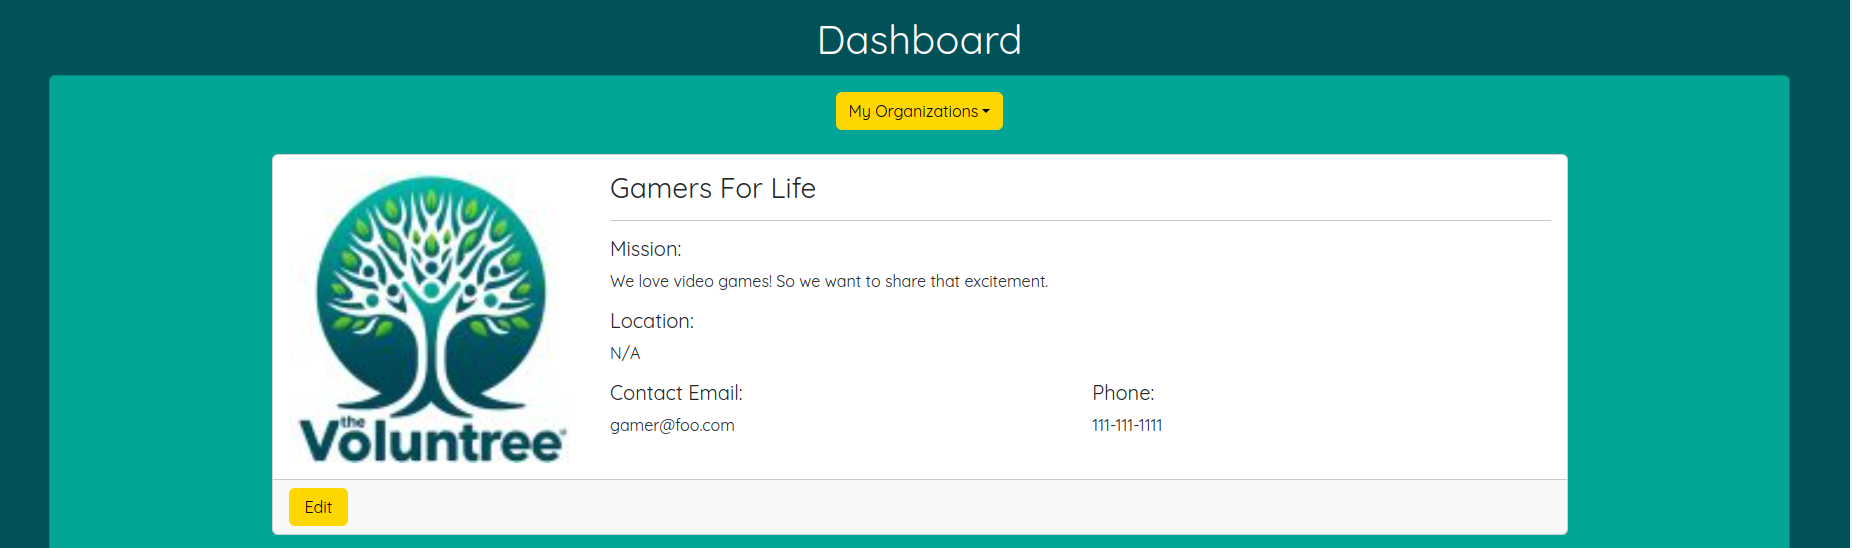 Dashboard
My Organizations
Gamers For Life
Mission:
We love video games! So we want to share that excitement.
Location:
N/A
Contact Email:
Phone:
gamer@foo.com
111-111-1111
the
Voluntree
Edit